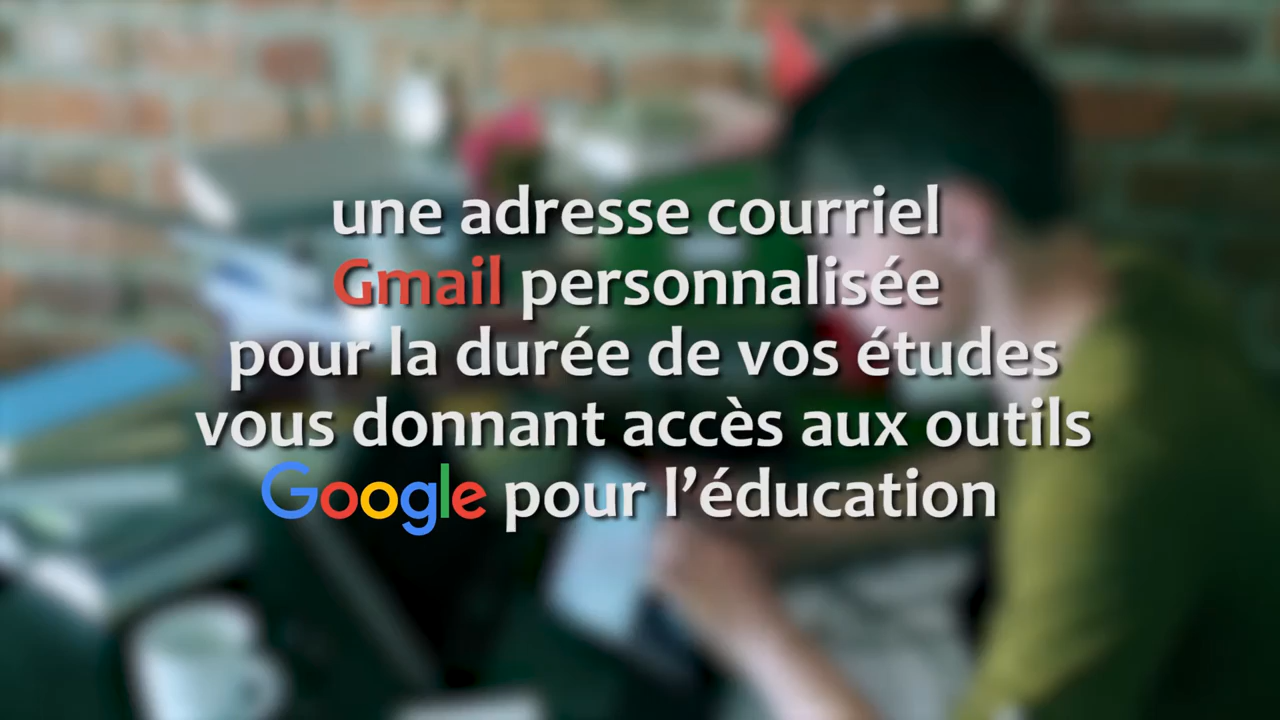 une adresse courriel
Gmail personnalisée
pour la durée de vos études
vous donnant accès aux outils
Google pour l’éducation